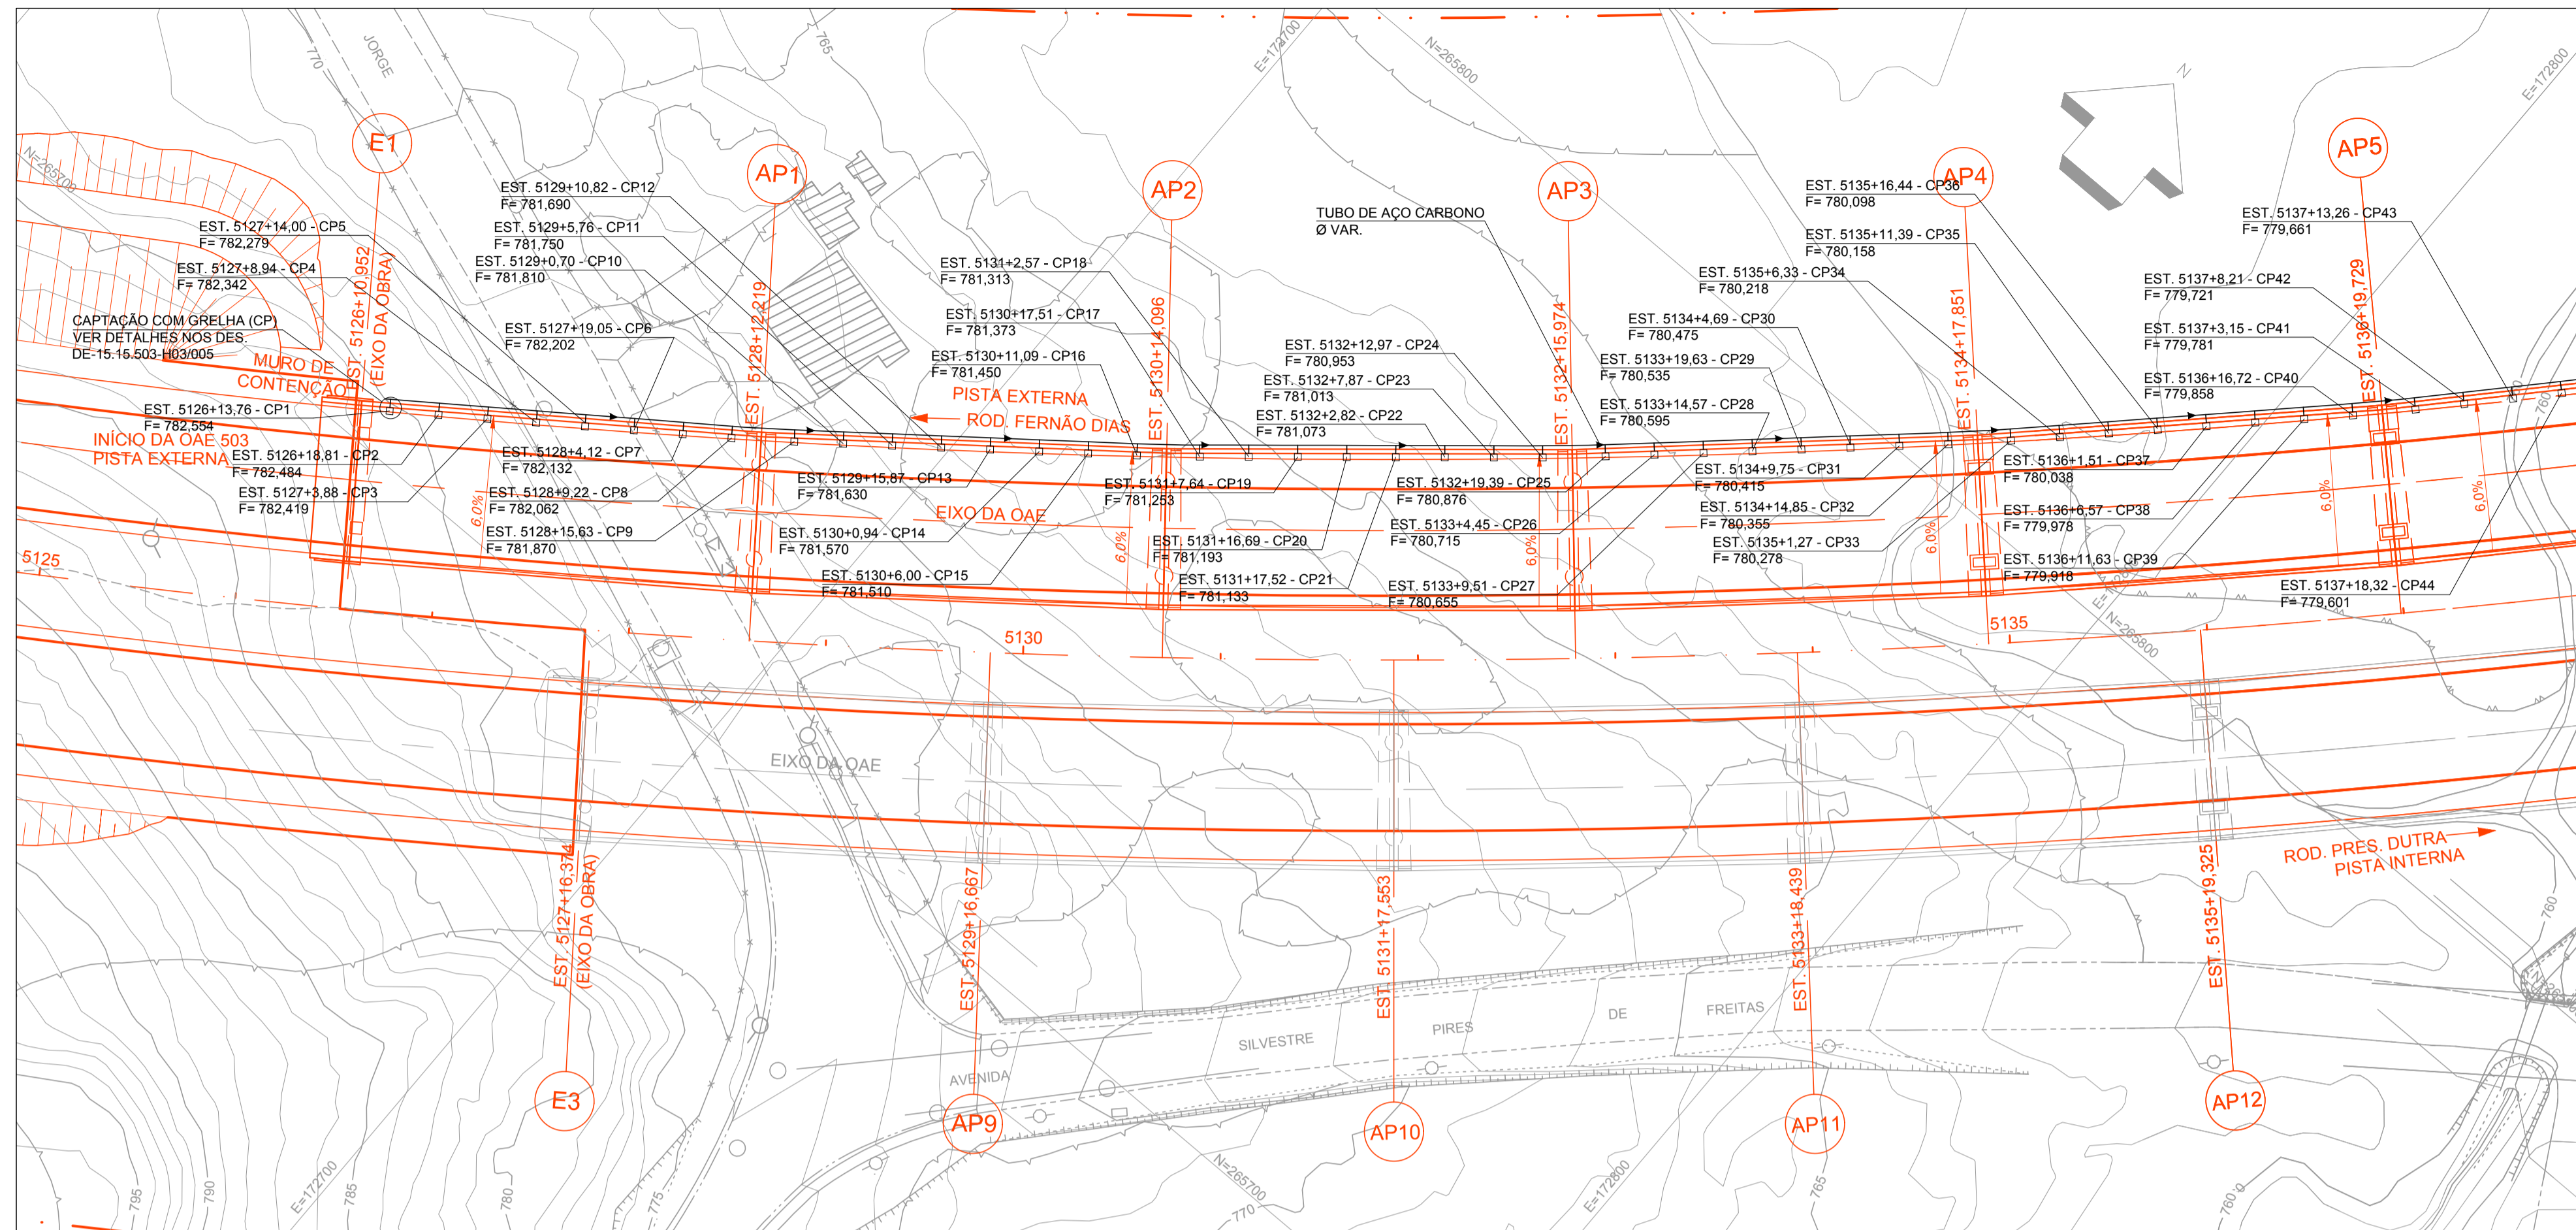 JORGE
770
765
E=172700
N=265800
E=172800
N
N=265700
E1
AP1
AP2
AP3
AP4
AP5
EST. 5126+10,952
(EIXO DA OBRA)
EST. 5128+12,219
EST. 5130+14,096
EST. 5132+15,974
EST. 5134+17,851
EST. 5136+19,729
EST. 5127+14,00 - CP5
F= 782,279
EST. 5127+8,94 - CP4
F= 782,342
CAPTAÇÃO COM GRELHA (CP)
VER DETALHES NOS DES.
DE-15.15.503-H03/005
MURO DE
CONTENÇÃO
EST. 5126+13,76 - CP1
F= 782,554
INÍCIO DA OAE 503
PISTA EXTERNA
EST. 5126+18,81 - CP2
F= 782,484
EST. 5127+3,88 - CP3
F= 782,419
EST. 5129+10,82 - CP12
F= 781,690
EST. 5129+5,76 - CP11
F= 781,750
EST. 5129+0,70 - CP10
F= 781,810
EST. 5127+19,05 - CP6
F= 782,202
EST. 5128+4,12 - CP7
F= 782,132
EST. 5128+9,22 - CP8
F= 782,062
EST. 5128+15,63 - CP9
F= 781,870
EST. 5131+2,57 - CP18
F= 781,313
EST. 5130+17,51 - CP17
F= 781,373
EST. 5130+11,09 - CP16
F= 781,450
PISTA EXTERNA
ROD. FERNÃO DIAS
EST. 5129+15,87 - CP13
F= 781,630
EST. 5130+0,94 - CP14
F= 781,570
EST. 5130+6,00 - CP15
F= 781,510
EIXO DA OAE
TUBO DE AÇO CARBONO
Ø VAR.
EST. 5132+12,97 - CP24
F= 780,953
EST. 5132+7,87 - CP23
F= 781,013
EST. 5132+2,82 - CP22
F= 781,073
EST. 5131+7,64 - CP19
F= 781,253
EST. 5131+16,69 - CP20
F= 781,193
EST. 5131+17,52 - CP21
F= 781,133
EST. 5132+19,39 - CP25
F= 780,876
EST. 5133+4,45 - CP26
F= 780,715
EST. 5133+9,51 - CP27
F= 780,655
EST. 5135+16,44 - CP36
F= 780,098
EST. 5135+11,39 - CP35
F= 780,158
EST. 5135+6,33 - CP34
F= 780,218
EST. 5134+4,69 - CP30
F= 780,475
EST. 5133+19,63 - CP29
F= 780,535
EST. 5133+14,57 - CP28
F= 780,595
EST. 5134+9,75 - CP31
F= 780,415
EST. 5134+14,85 - CP32
F= 780,355
EST. 5135+1,27 - CP33
F= 780,278
EST. 5137+13,26 - CP43
F= 779,661
EST. 5137+8,21 - CP42
F= 779,721
EST. 5137+3,15 - CP41
F= 779,781
EST. 5136+16,72 - CP40
F= 779,858
EST. 5136+1,51 - CP37
F= 780,038
EST. 5136+6,57 - CP38
F= 779,978
EST. 5136+11,63 - CP39
F= 779,918
EST. 5137+18,32 - CP44
F= 779,601
6,0%
6,0%
6,0%
6,0%
6,0%
6,0%
760
5125
5130
5135
N=265800
EIXO DA OAE
ROD. PRES. DUTRA
PISTA INTERNA
EST. 5127+16,374
(EIXO DA OBRA)
EST. 5129+16,667
EST. 5131+17,553
EST. 5133+18,439
EST. 5135+19,325
E3
AP9
AP10
AP11
AP12
AVENIDA
SILVESTRE
PIRES
DE
FREITAS
795
790
E=172700
785
780
775
N=265700
770
E=172800
765
760
760,0